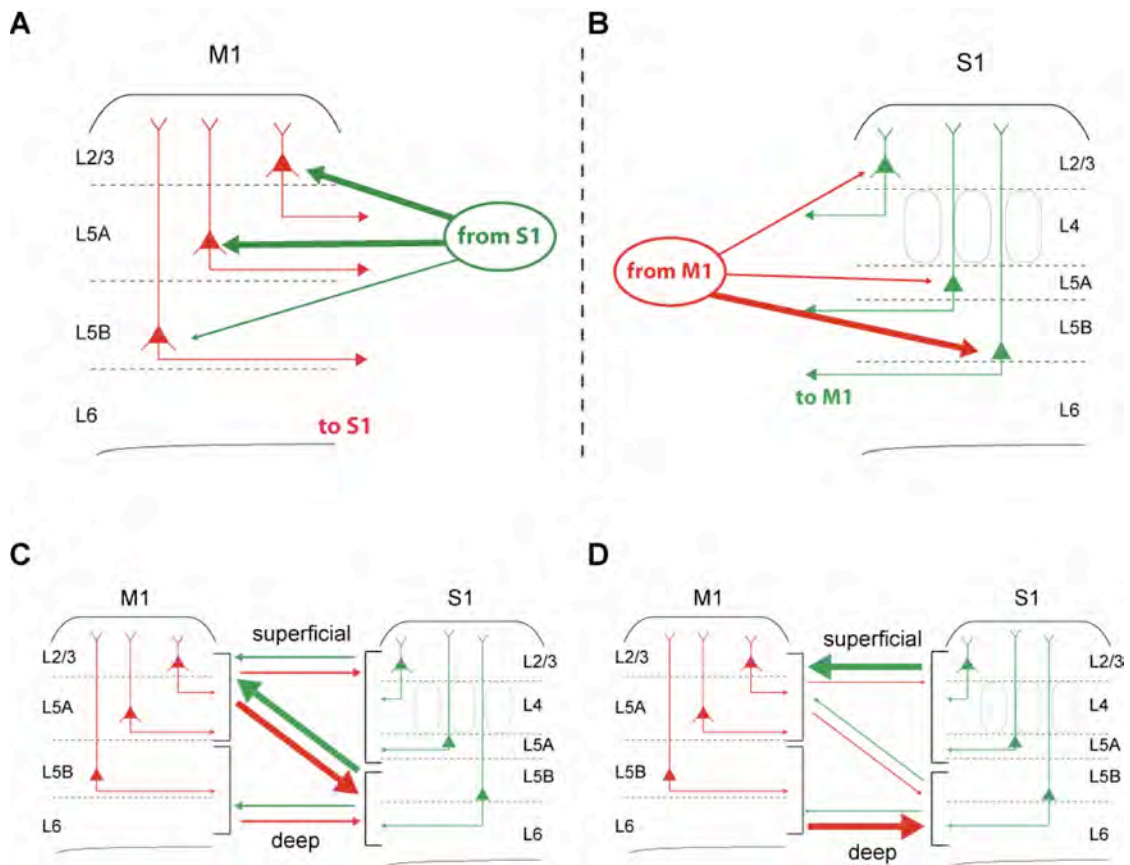 A
M1
L2/3
L5A
L5B
L6
from S1
to S1
B
S1
L2/3
L4
L5A
L5B
L6
from M1
to M1
C
M1
S1
superficial
L2/3
L5A
L5B
L6
L2/3
L4
L5A
L5B
L6
deep
D
M1
S1
superficial
L2/3
L5A
L5B
L6
L2/3
L4
L5A
L5B
L6
deep